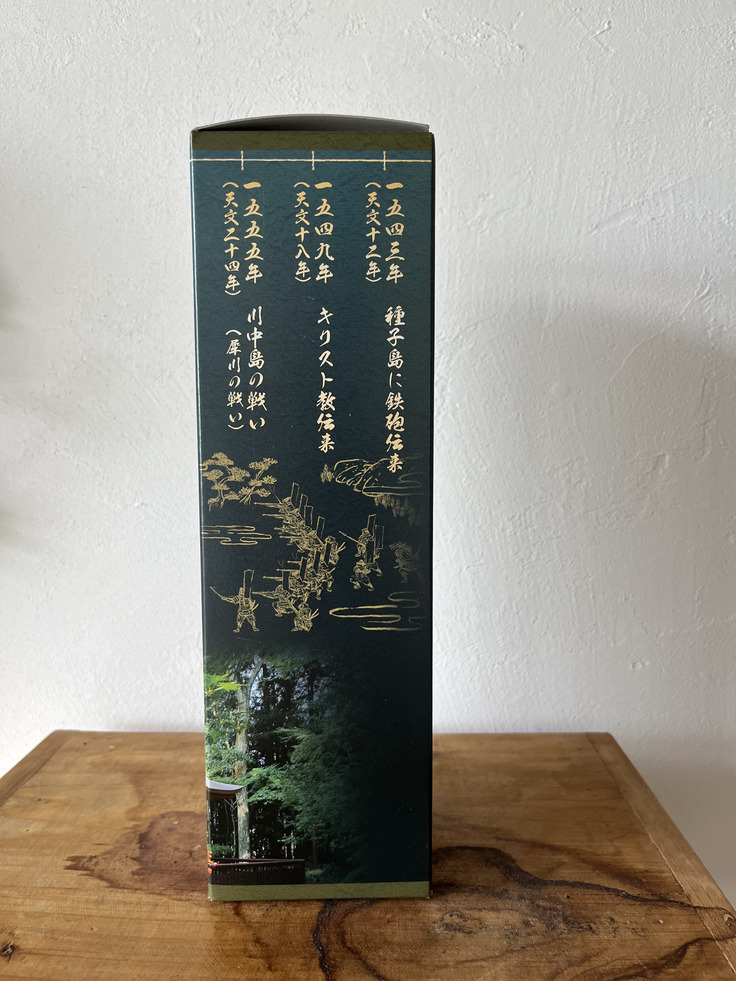 一五四三年 種子島に鉄砲伝来
（天文十二年）
一五四九年 キリスト教伝来
（天文十八年）
一五五五年 川中島の戦い
（天文二十四年） （犀川の戦い）